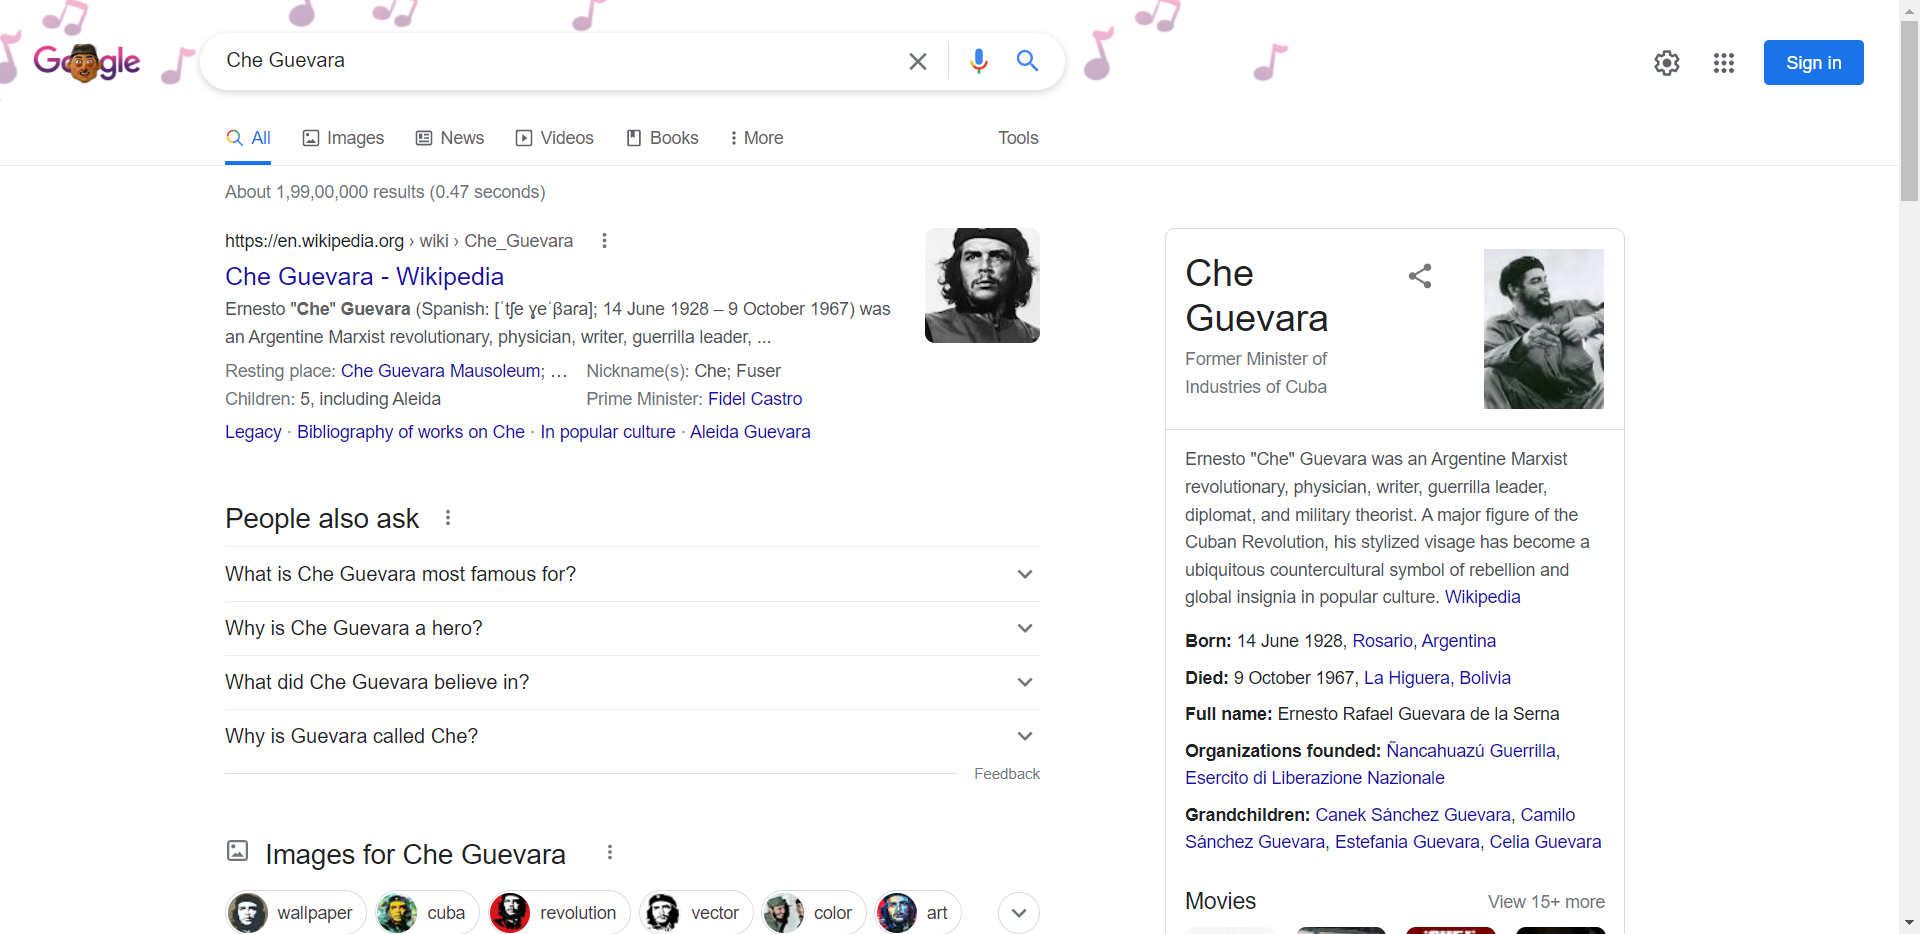 Google
Che Guevara
Sign in
All
Images
News
Videos
Books
More
Tools
About 1,99,00,000 results (0.47 seconds)
https://en.wikipedia.org › wiki › Che_Guevara
Che Guevara - Wikipedia
Ernesto "Che" Guevara (Spanish: [ˈtʃe ɣeˈβaɾa]; 14 June 1928 – 9 October 1967) was
an Argentine Marxist revolutionary, physician, writer, guerrilla leader, ...
Resting place: Che Guevara Mausoleum; …
Nickname(s): Che; Fuser
Children: 5, including Aleida
Prime Minister: Fidel Castro
Legacy · Bibliography of works on Che · In popular culture · Aleida Guevara
People also ask
What is Che Guevara most famous for?
Why is Che Guevara a hero?
What did Che Guevara believe in?
Why is Guevara called Che?
Feedback
Images for Che Guevara
wallpaper
cuba
revolution
vector
color
art
Che
Guevara
Former Minister of
Industries of Cuba
Ernesto "Che" Guevara was an Argentine Marxist
revolutionary, physician, writer, guerrilla leader,
diplomat, and military theorist. A major figure of the
Cuban Revolution, his stylized visage has become a
ubiquitous countercultural symbol of rebellion and
global insignia in popular culture. Wikipedia
Born: 14 June 1928, Rosario, Argentina
Died: 9 October 1967, La Higuera, Bolivia
Full name: Ernesto Rafael Guevara de la Serna
Organizations founded: Ñancahuazú Guerrilla,
Esercito di Liberazione Nazionale
Grandchildren: Canek Sánchez Guevara, Camilo
Sánchez Guevara, Estefania Guevara, Celia Guevara
Movies
View 15+ more